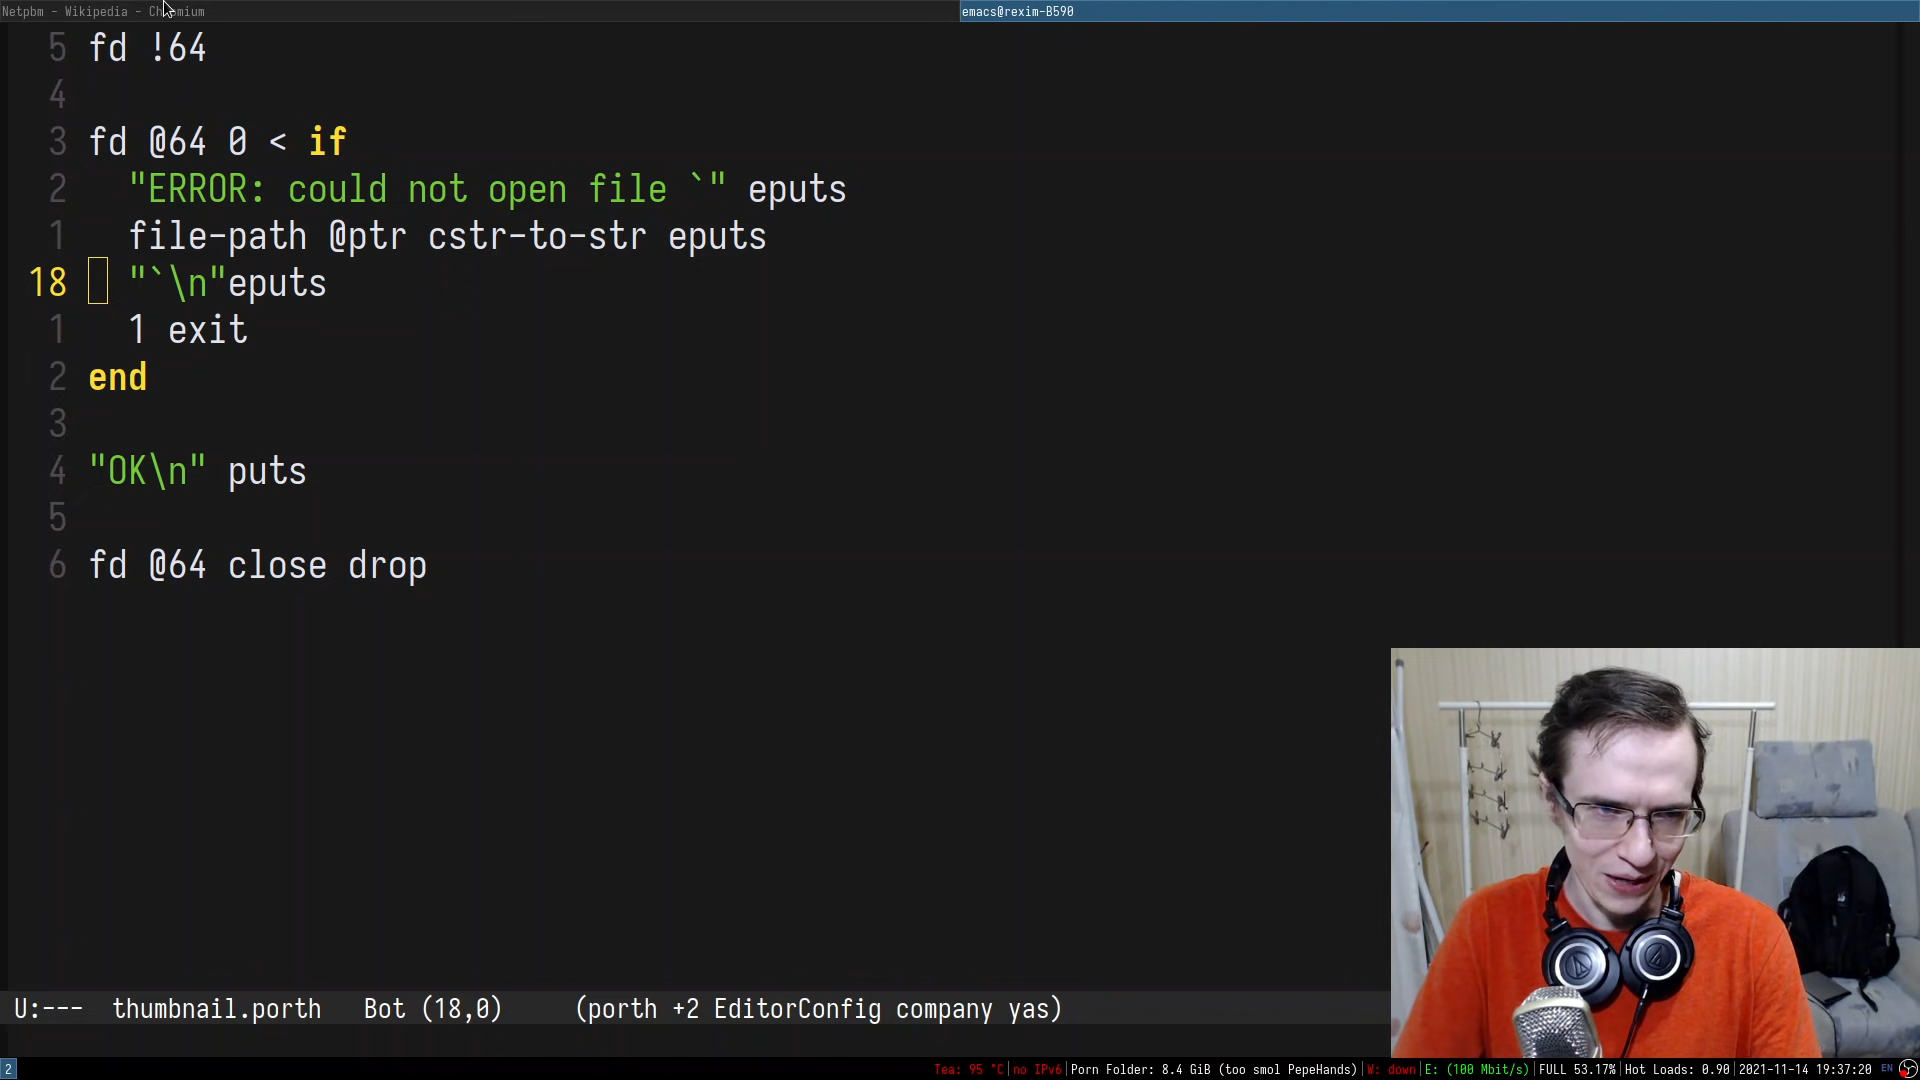 Netpbm - Wikipedia - Chromium
emacs@rexim-B590
5 fd !64
4
3 fd @64 0 < if
2 "ERROR: could not open file `" eputs
1 file-path @ptr cstr-to-str eputs
18 "`\n"eputs
1 1 exit
2 end
3
4 "OK\n" puts
5
6 fd @64 close drop
U:--- thumbnail.porth Bot (18,0) (porth +2 EditorConfig company yas)
2
Tea: 95 °C|no IPv6|Porn Folder: 8.4 GiB (too smol PepeHands)|W: down|E: (100 Mbit/s)|FULL 53.17%|Hot Loads: 0.90|2021-11-14 19:37:20 EN